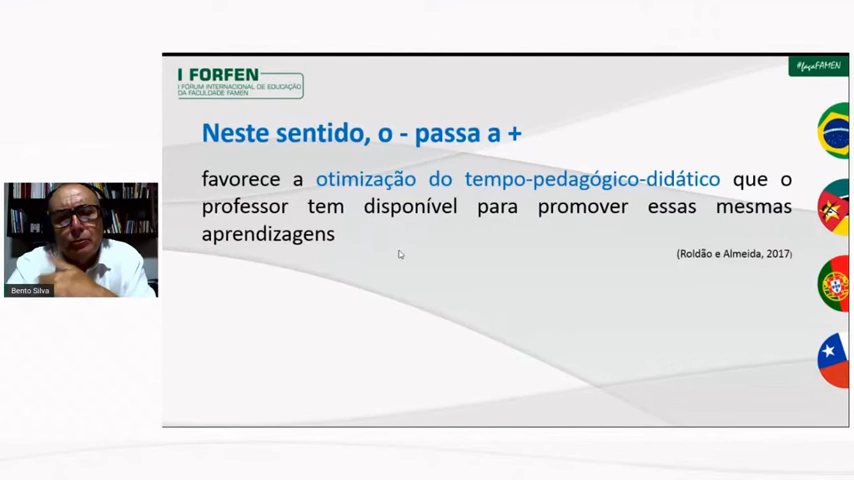 I FORFEN
I FÓRUM INTERNACIONAL DE EDUCAÇÃO
DA FACULDADE FAMEN
#façaFAMEN
Neste sentido, o - passa a +
favorece a otimização do tempo-pedagógico-didático que o
professor tem disponível para promover essas mesmas
aprendizagens
(Roldão e Almeida, 2017)
Bento Silva